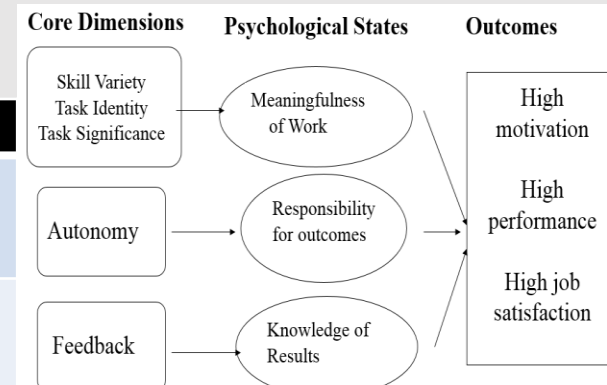 Core Dimensions
Psychological States
Outcomes
Skill Variety
Task Identity
Task Significance
Meaningfulness
of Work
High
motivation
Autonomy
Responsibility
for outcomes
High
performance
Feedback
Knowledge of
Results
High job
satisfaction